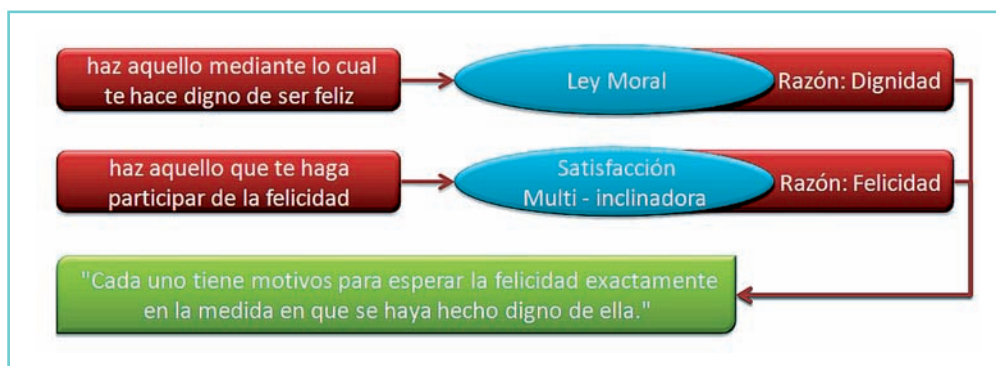 haz aquello mediante lo cual
te hace digno de ser feliz
Ley Moral
Razón: Dignidad
haz aquello que te haga
participar de la felicidad
Satisfacción
Multi - inclinadora
Razón: Felicidad
"Cada uno tiene motivos para esperar la felicidad exactamente
en la medida en que se haya hecho digno de ella."